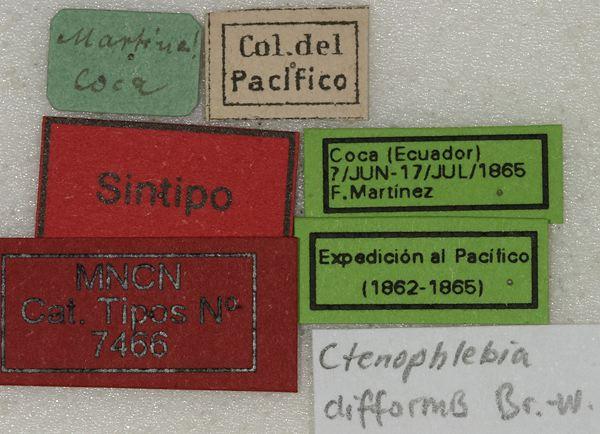 Martinez
Coca
Col. del
Pacífico
Sintipo
Coca (Ecuador)
?/JUN-17/JUL/1865
F. Martínez
MNCN
Cat. Tipos Nº
7466
Expedición al Pacífico
(1862-1865)
Ctenophlebia
difformis Br.-W.